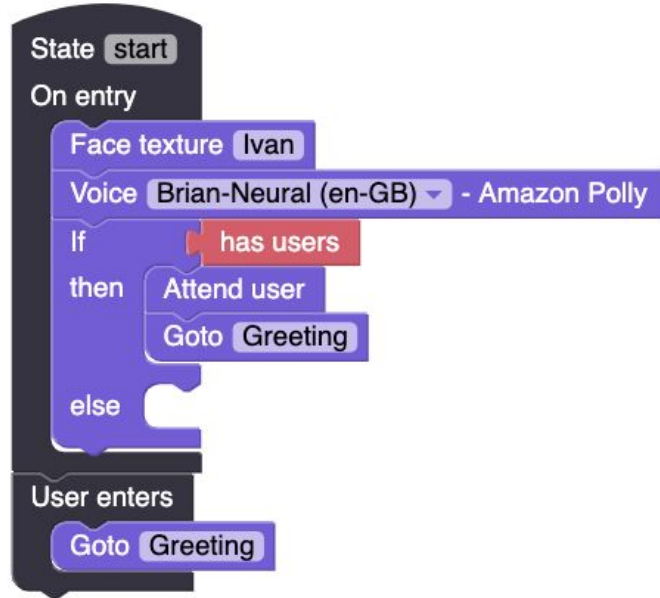 State start
On entry
Face texture Ivan
Voice Brian-Neural (en-GB) - Amazon Polly
If has users
then Attend user
Goto Greeting
else
User enters
Goto Greeting